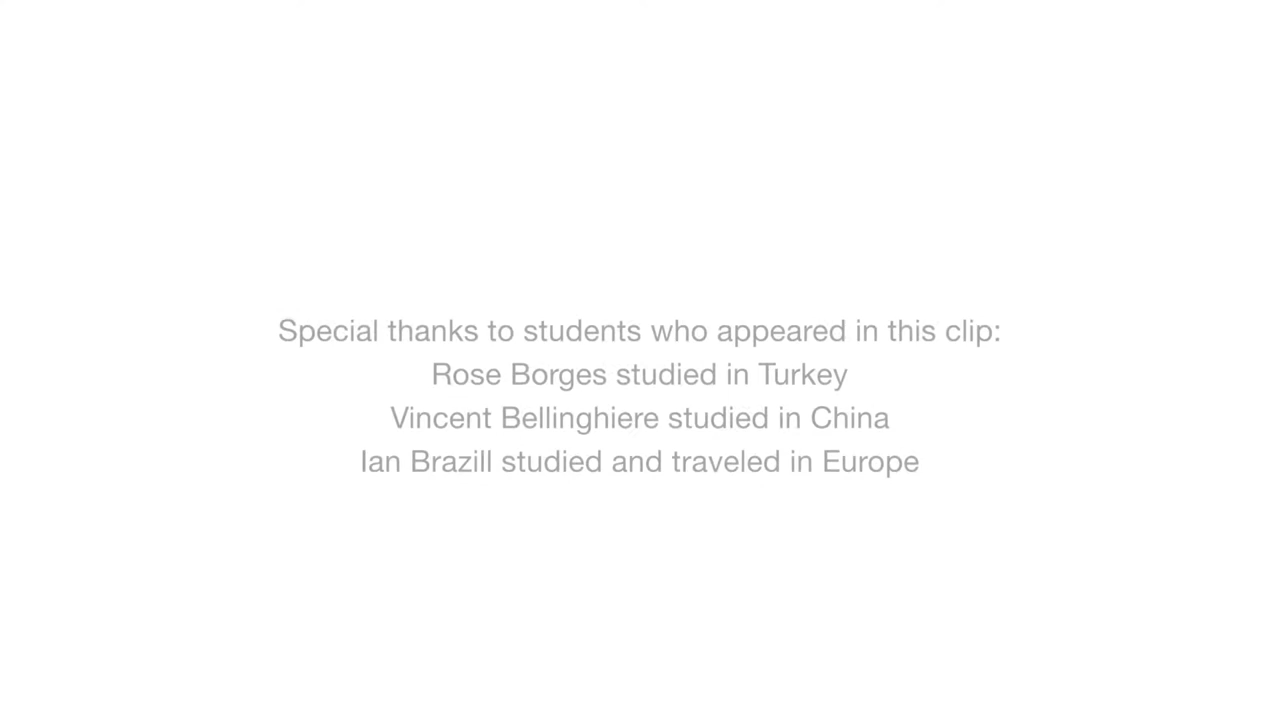 Special thanks to students who appeared in this clip:
Rose Borges studied in Turkey
Vincent Bellinghiere studied in China
Ian Brazill studied and traveled in Europe